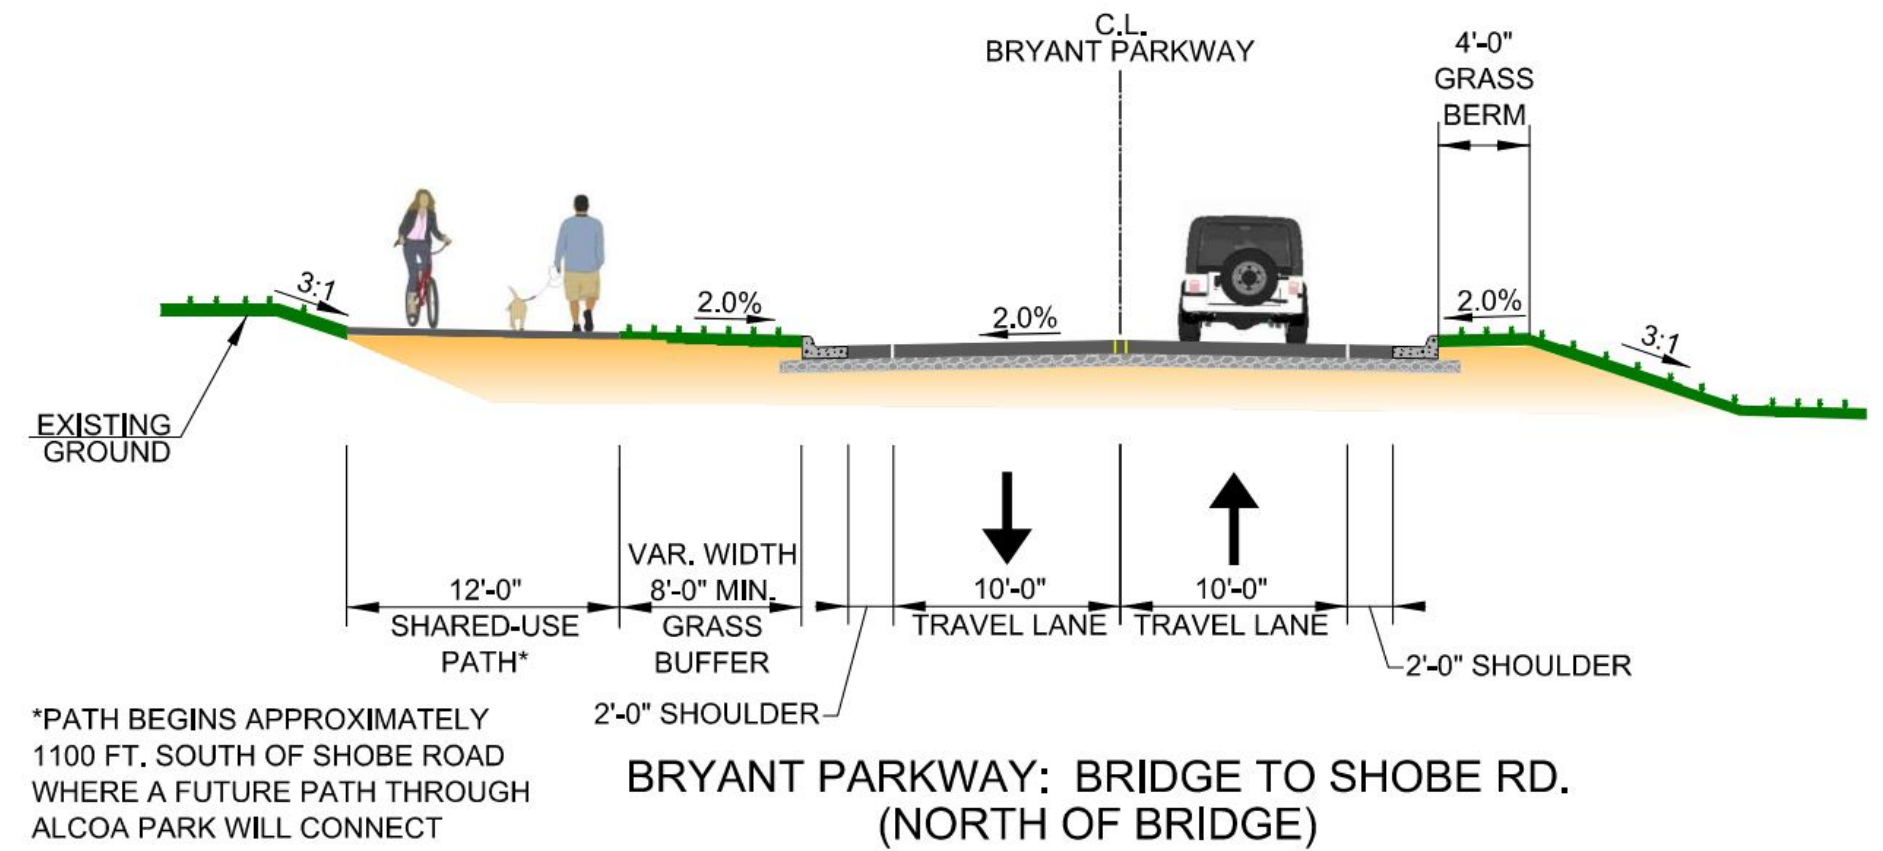 C.L.
BRYANT PARKWAY
4'-0"
GRASS
BERM
3:1
2.0%
2.0%
2.0%
3:1
EXISTING
GROUND
12'-0"
SHARED-USE
PATH*
VAR. WIDTH
8'-0" MIN.
GRASS
BUFFER
10'-0"
TRAVEL LANE
10'-0"
TRAVEL LANE
2'-0" SHOULDER
2'-0" SHOULDER
*PATH BEGINS APPROXIMATELY
1100 FT. SOUTH OF SHOBE ROAD
WHERE A FUTURE PATH THROUGH
ALCOA PARK WILL CONNECT
BRYANT PARKWAY: BRIDGE TO SHOBE RD.
(NORTH OF BRIDGE)